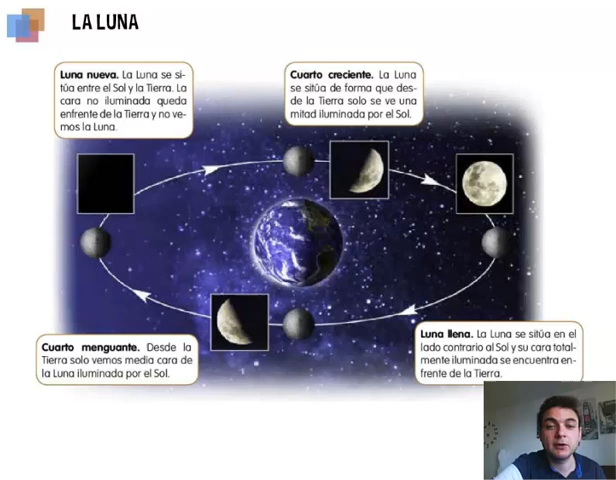 LA LUNA
Luna nueva. La Luna se si-
túa entre el Sol y la Tierra. La
cara no iluminada queda
enfrente de la Tierra y no ve-
mos la Luna.
Cuarto creciente. La Luna
se sitúa de forma que des-
de la Tierra solo se ve una
mitad iluminada por el Sol.
Cuarto menguante. Desde la
Tierra solo vemos media cara de
la Luna iluminada por el Sol.
Luna llena. La Luna se sitúa en el
lado contrario al Sol y su cara total-
mente iluminada se encuentra en-
frente de la Tierra.